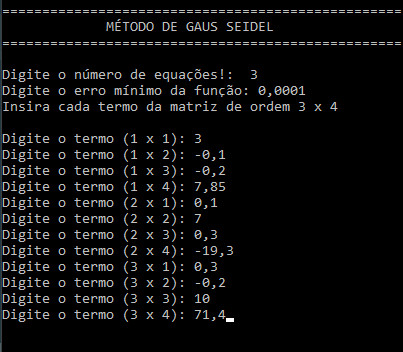 ==================================================
MÉTODO DE GAUS SEIDEL
==================================================
Digite o número de equações!: 3
Digite o erro mínimo da função: 0,0001
Insira cada termo da matriz de ordem 3 x 4
Digite o termo (1 x 1): 3
Digite o termo (1 x 2): -0,1
Digite o termo (1 x 3): -0,2
Digite o termo (1 x 4): 7,85
Digite o termo (2 x 1): 0,1
Digite o termo (2 x 2): 7
Digite o termo (2 x 3): 0,3
Digite o termo (2 x 4): -19,3
Digite o termo (3 x 1): 0,3
Digite o termo (3 x 2): -0,2
Digite o termo (3 x 3): 10
Digite o termo (3 x 4): 71,4